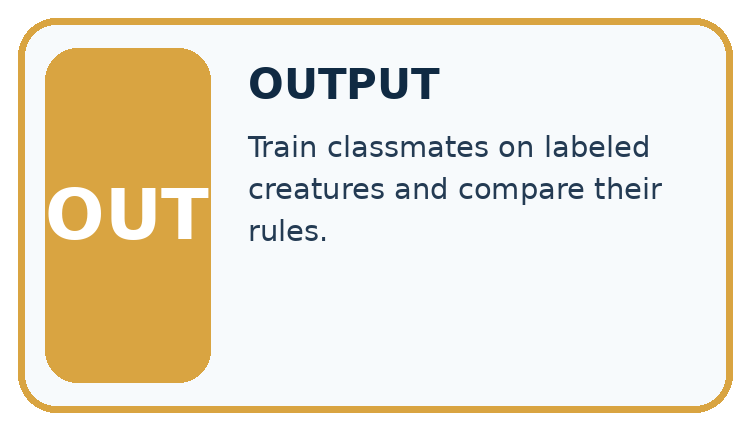 OUT
OUTPUT
Train classmates on labeled
creatures and compare their
rules.